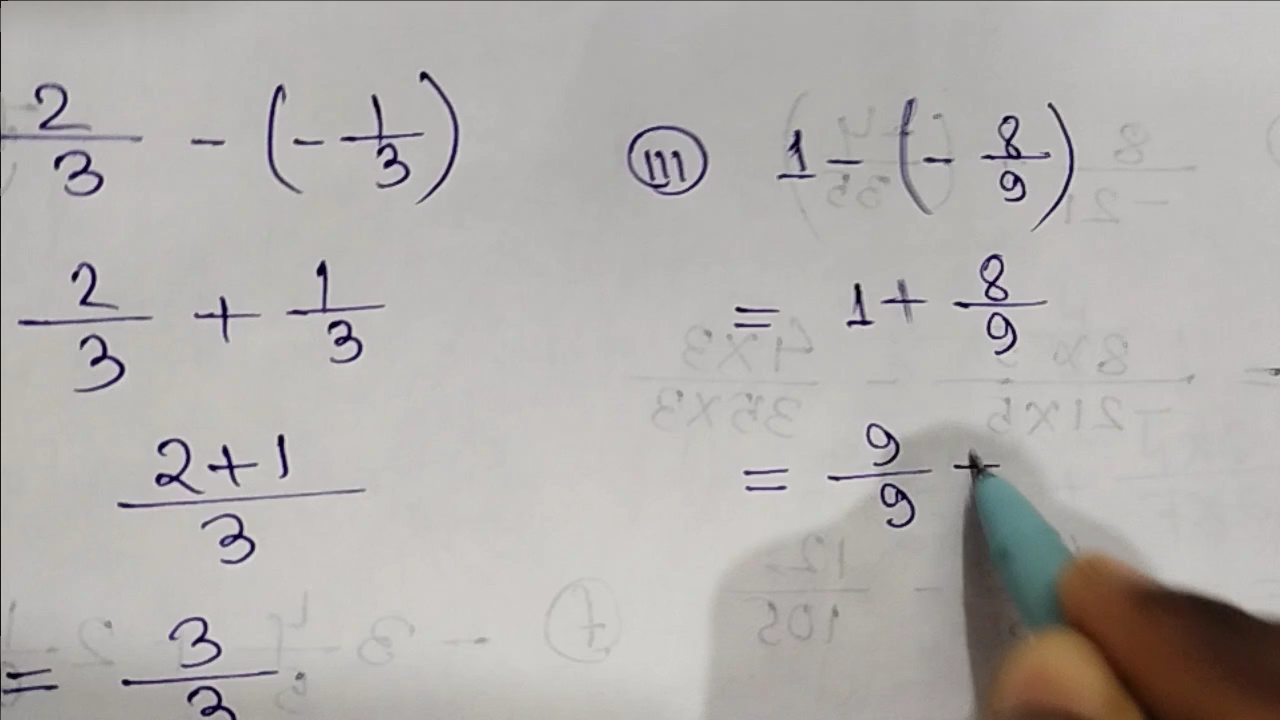 2/3 - (- 1/3)
2/3 + 1/3
2+1/3
= 3/3
(III) 1 - (- 8/9)
= 1 + 8/9
= 9/9 +